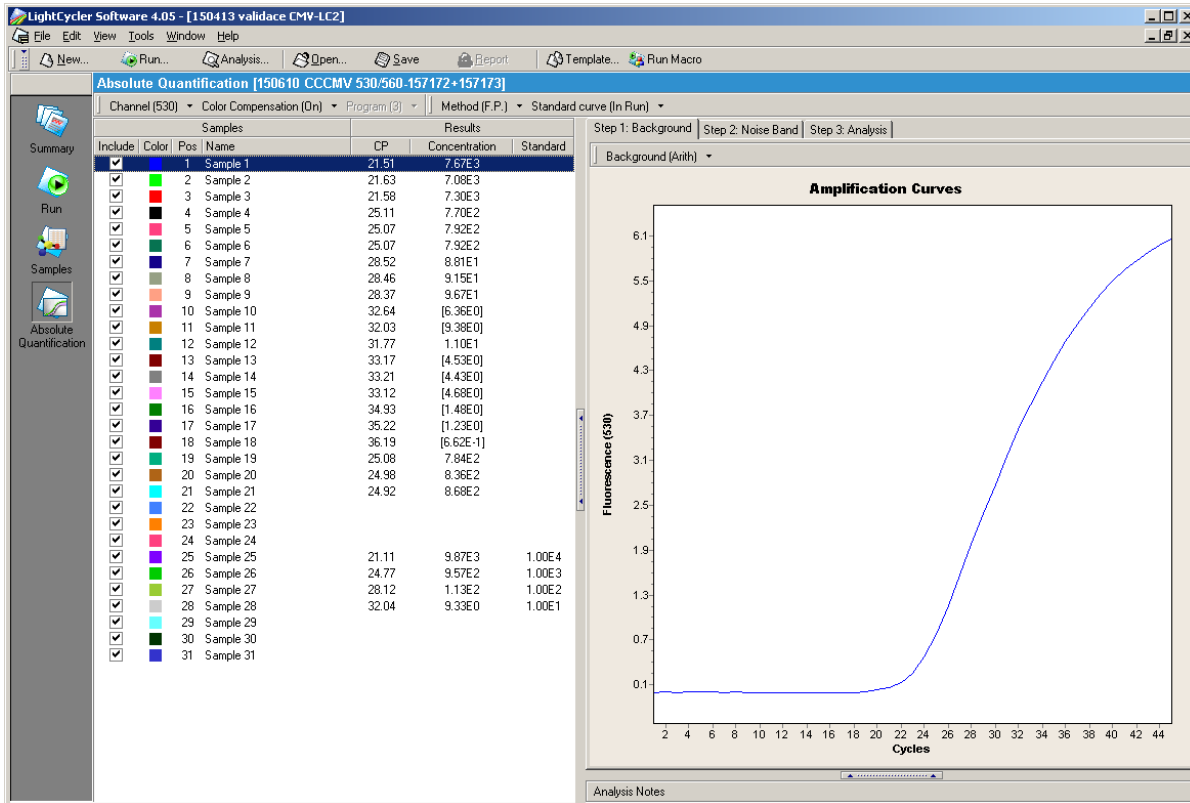 LightCycler Software 4.05 - [150413 validace CMV-LC2]
File Edit View Tools Window Help
New... Run... Analysis... Open... Save Report Template... Run Macro
Absolute Quantification [150610 CCCMV 530/560-157172+157173]
Channel (530) Color Compensation (On) Program (3) Method (F.P.) Standard curve (In Run)
Summary
Run
Samples
Absolute
Quantification
Samples Results
Include Color Pos Name CP Concentration Standard
1 Sample 1 21.51 7.67E3
2 Sample 2 21.63 7.08E3
3 Sample 3 21.58 7.30E3
4 Sample 4 25.11 7.70E2
5 Sample 5 25.07 7.92E2
6 Sample 6 25.07 7.92E2
7 Sample 7 28.52 8.81E1
8 Sample 8 28.46 9.15E1
9 Sample 9 28.37 9.67E1
10 Sample 10 32.64 [6.36E0]
11 Sample 11 32.03 [9.38E0]
12 Sample 12 31.77 1.10E1
13 Sample 13 33.17 [4.53E0]
14 Sample 14 33.21 [4.43E0]
15 Sample 15 33.12 [4.68E0]
16 Sample 16 34.93 [1.48E0]
17 Sample 17 35.22 [1.23E0]
18 Sample 18 36.19 [6.62E-1]
19 Sample 19 25.08 7.84E2
20 Sample 20 24.98 8.36E2
21 Sample 21 24.92 8.68E2
22 Sample 22
23 Sample 23
24 Sample 24
25 Sample 25 21.11 9.87E3 1.00E4
26 Sample 26 24.77 9.57E2 1.00E3
27 Sample 27 28.12 1.13E2 1.00E2
28 Sample 28 32.04 9.33E0 1.00E1
29 Sample 29
30 Sample 30
31 Sample 31
Step 1: Background Step 2: Noise Band Step 3: Analysis
Background (Arith)
Amplification Curves
Fluorescence (530)
6.1
5.5
4.9
4.3
3.7
3.1
2.5
1.9
1.3
0.7
0.1
2 4 6 8 10 12 14 16 18 20 22 24 26 28 30 32 34 36 38 40 42 44
Cycles
Analysis Notes